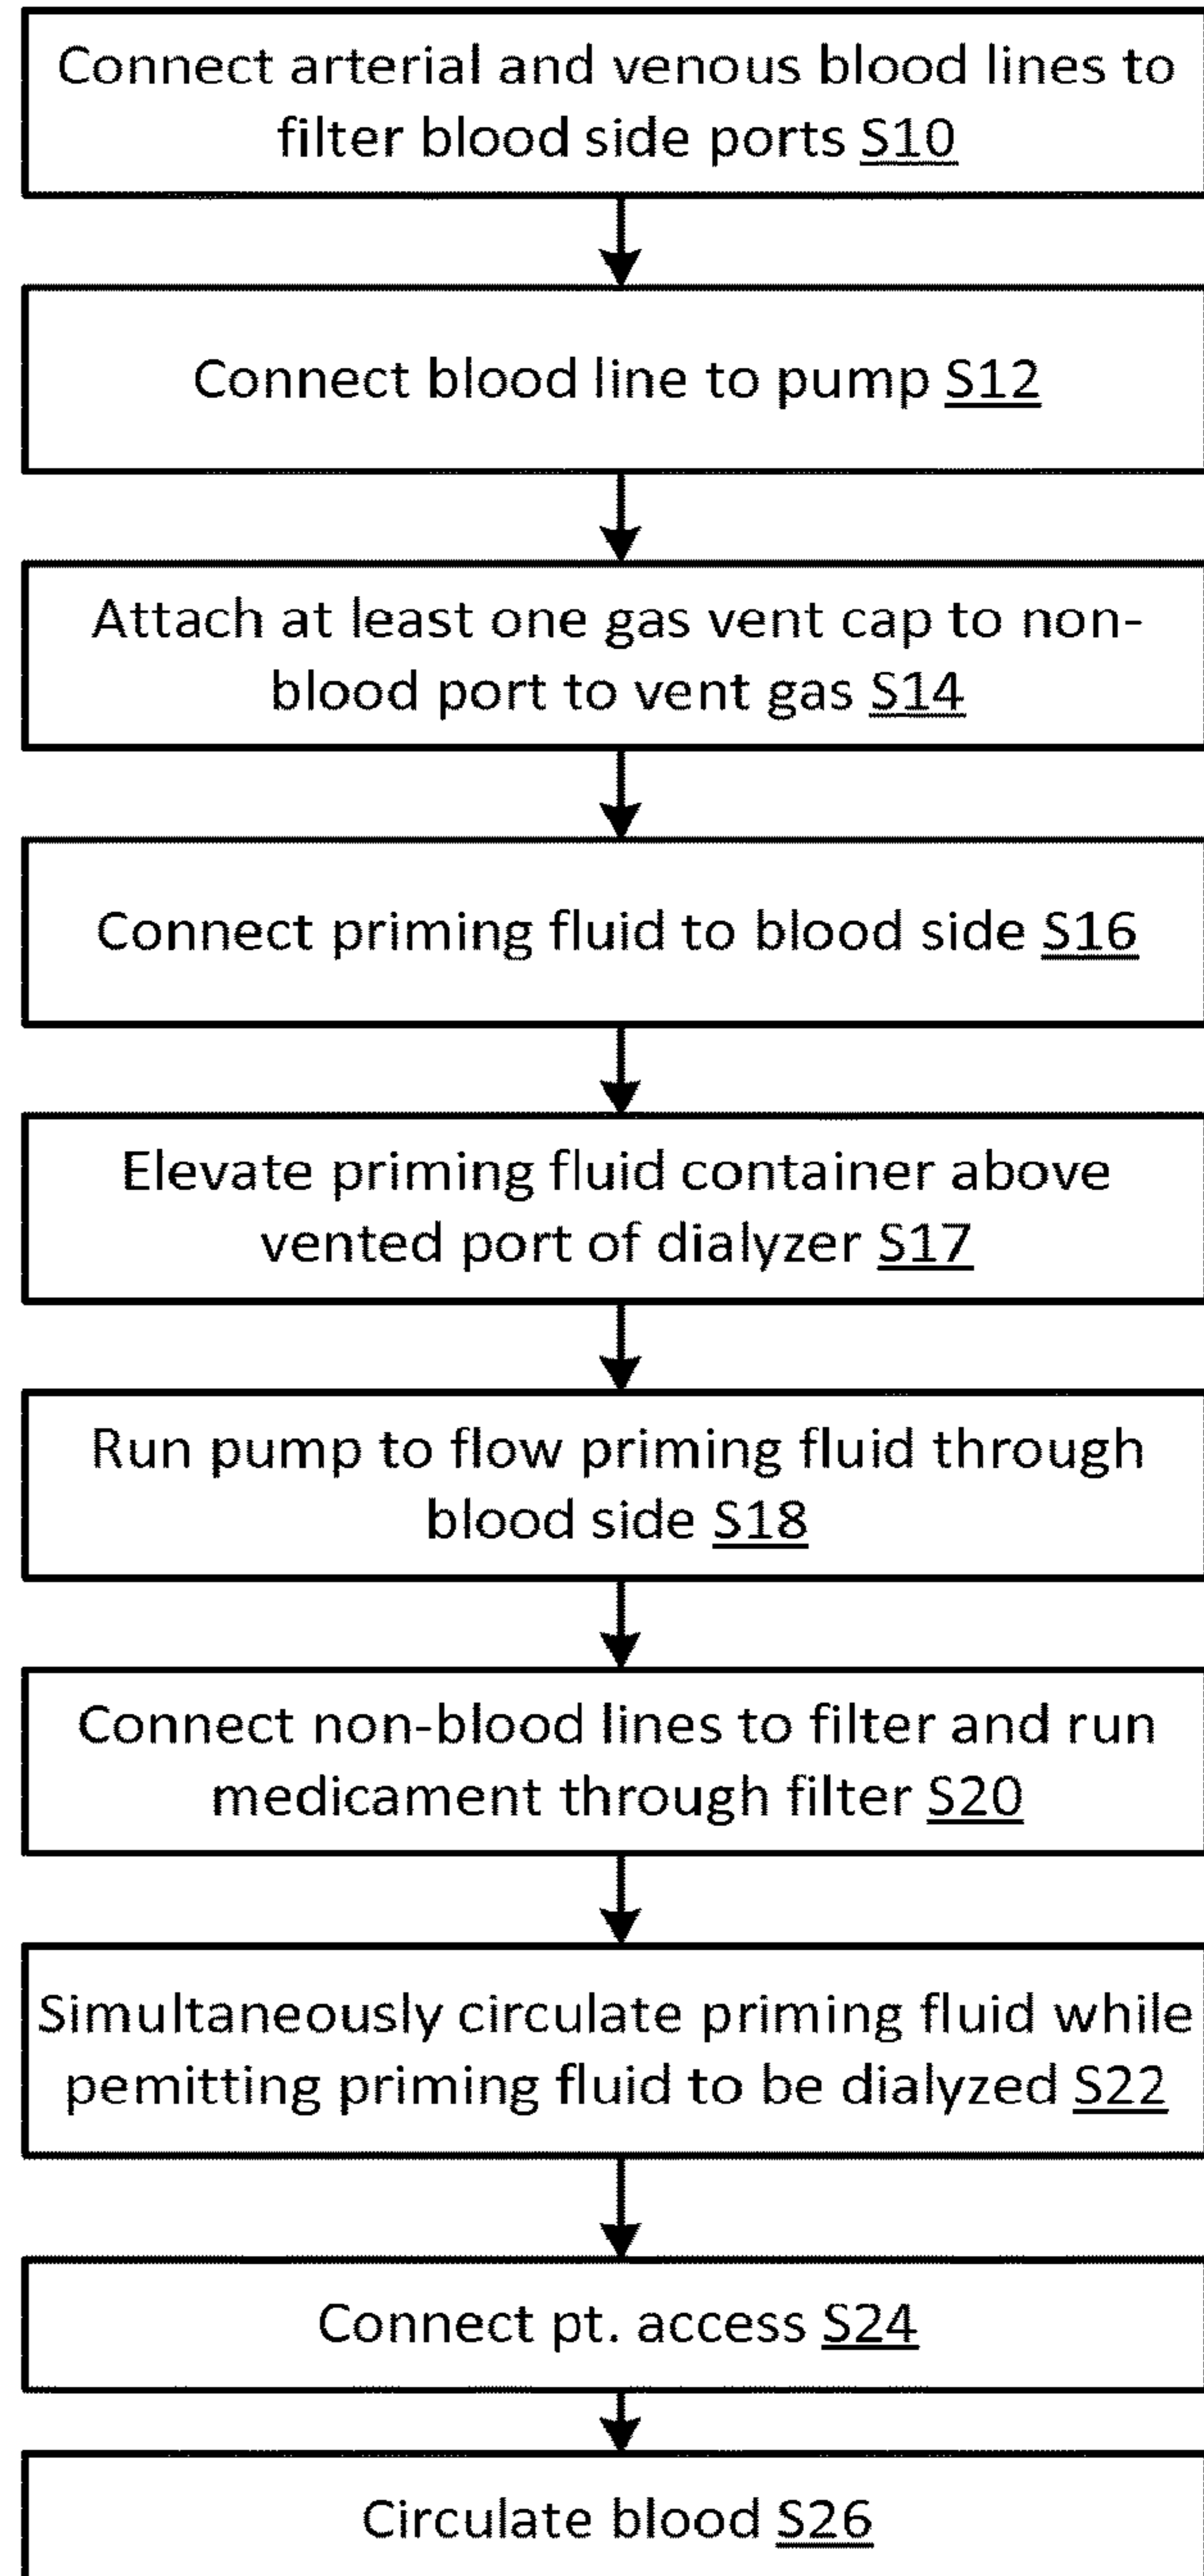 Connect arterial and venous blood lines to
filter blood side ports S10
Connect blood line to pump S12
Attach at least one gas vent cap to non-
blood port to vent gas S14
Connect priming fluid to blood side S16
Elevate priming fluid container above
vented port of dialyzer S17
Run pump to flow priming fluid through
blood side S18
Connect non-blood lines to filter and run
medicament through filter S20
Simultaneously circulate priming fluid while
pemitting priming fluid to be dialyzed S22
Connect pt. access S24
Circulate blood S26